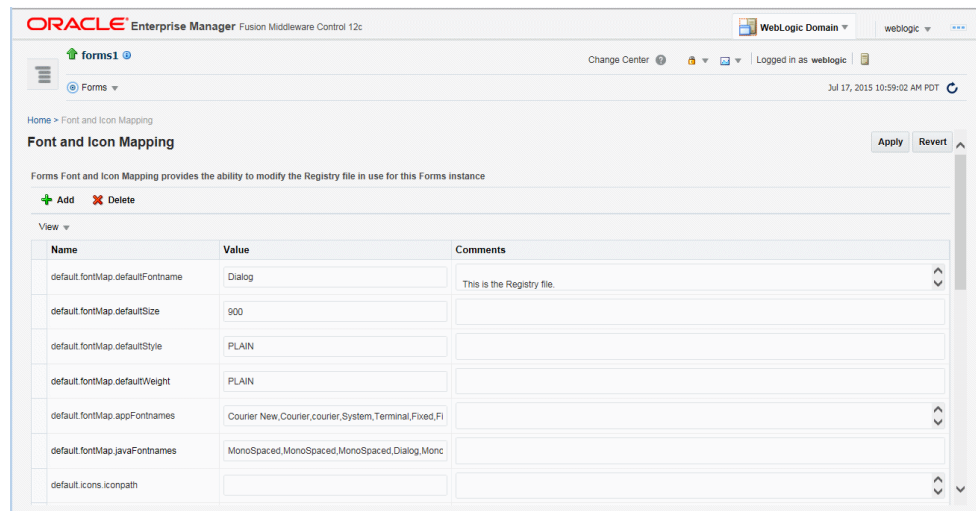 ORACLE Enterprise Manager Fusion Middleware Control 12c
WebLogic Domain
weblogic
forms1
Change Center
Logged in as weblogic
Forms
Jul 17, 2015 10:59:02 AM PDT
Home > Font and Icon Mapping
Font and Icon Mapping
Apply Revert
Forms Font and Icon Mapping provides the ability to modify the Registry file in use for this Forms instance
Add Delete
View
Name Value Comments
default.fontMap.defaultFontname Dialog This is the Registry file.
default.fontMap.defaultSize 900
default.fontMap.defaultStyle PLAIN
default.fontMap.defaultWeight PLAIN
default.fontMap.appFontnames Courier New,Courier,courier,System,Terminal,Fixed,Fi
default.fontMap.javaFontnames MonoSpaced,MonoSpaced,MonoSpaced,Dialog,Mono
default.icons.iconpath